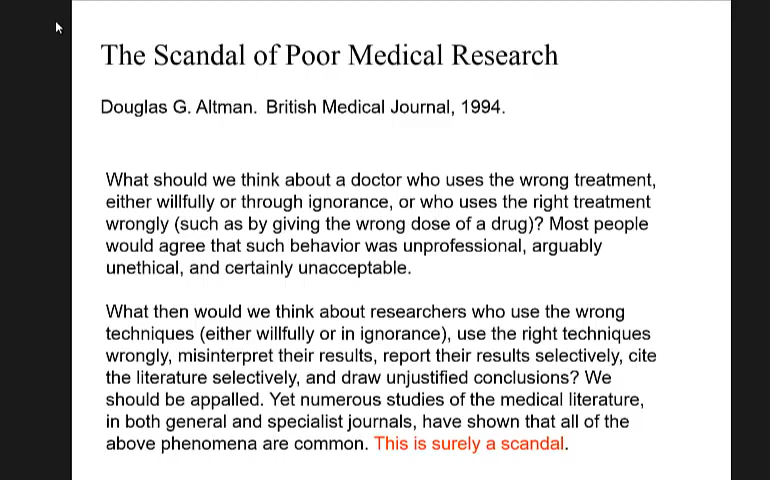 The Scandal of Poor Medical Research
Douglas G. Altman. British Medical Journal, 1994.
What should we think about a doctor who uses the wrong treatment,
either willfully or through ignorance, or who uses the right treatment
wrongly (such as by giving the wrong dose of a drug)? Most people
would agree that such behavior was unprofessional, arguably
unethical, and certainly unacceptable.
What then would we think about researchers who use the wrong
techniques (either willfully or in ignorance), use the right techniques
wrongly, misinterpret their results, report their results selectively, cite
the literature selectively, and draw unjustified conclusions? We
should be appalled. Yet numerous studies of the medical literature,
in both general and specialist journals, have shown that all of the
above phenomena are common. This is surely a scandal.